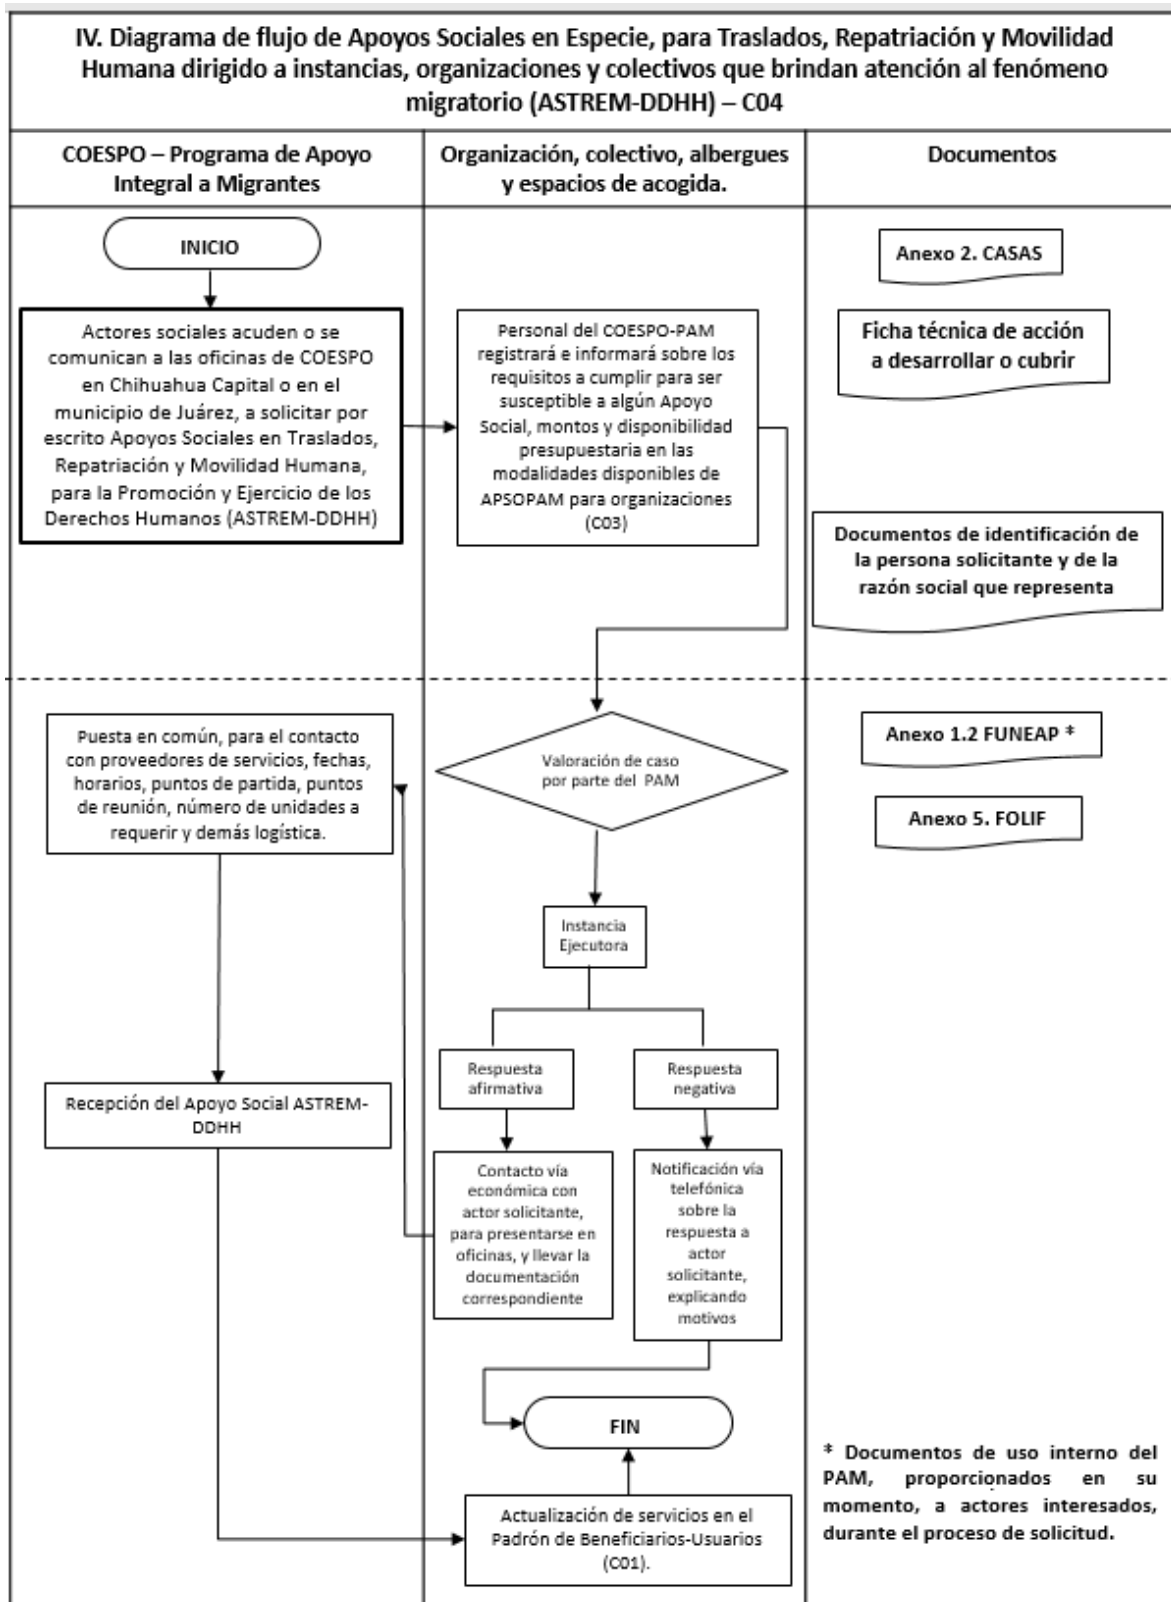 IV. Diagrama de flujo de Apoyos Sociales en Especie, para Traslados, Repatriación y Movilidad
Humana dirigido a instancias, organizaciones y colectivos que brindan atención al fenómeno
migratorio (ASTREM-DDHH) – C04
COESPO – Programa de Apoyo
Integral a Migrantes
Organización, colectivo, albergues
y espacios de acogida.
Documentos
INICIO
Actores sociales acuden o se
comunican a las oficinas de COESPO
en Chihuahua Capital o en el
municipio de Juárez, a solicitar por
escrito Apoyos Sociales en Traslados,
Repatriación y Movilidad Humana,
para la Promoción y Ejercicio de los
Derechos Humanos (ASTREM-DDHH)
Personal del COESPO-PAM
registrará e informará sobre los
requisitos a cumplir para ser
susceptible a algún Apoyo
Social, montos y disponibilidad
presupuestaria en las
modalidades disponibles de
APSOPAM para organizaciones
(C03)
Anexo 2. CASAS
Ficha técnica de acción
a desarrollar o cubrir
Documentos de identificación de
la persona solicitante y de la
razón social que representa
Puesta en común, para el contacto
con proveedores de servicios, fechas,
horarios, puntos de partida, puntos
de reunión, número de unidades a
requerir y demás logística.
Valoración de caso
por parte del PAM
Anexo 1.2 FUNEAP *
Anexo 5. FOLIF
Instancia
Ejecutora
Respuesta
afirmativa
Respuesta
negativa
Recepción del Apoyo Social ASTREM-
DDHH
Contacto vía
económica con
actor solicitante,
para presentarse en
oficinas, y llevar la
documentación
correspondiente
Notificación vía
telefónica
sobre la
respuesta a
actor
solicitante,
explicando
motivos
FIN
Actualización de servicios en el
Padrón de Beneficiarios-Usuarios
(C01).
* Documentos de uso interno del
PAM, proporcionados en su
momento, a actores interesados,
durante el proceso de solicitud.